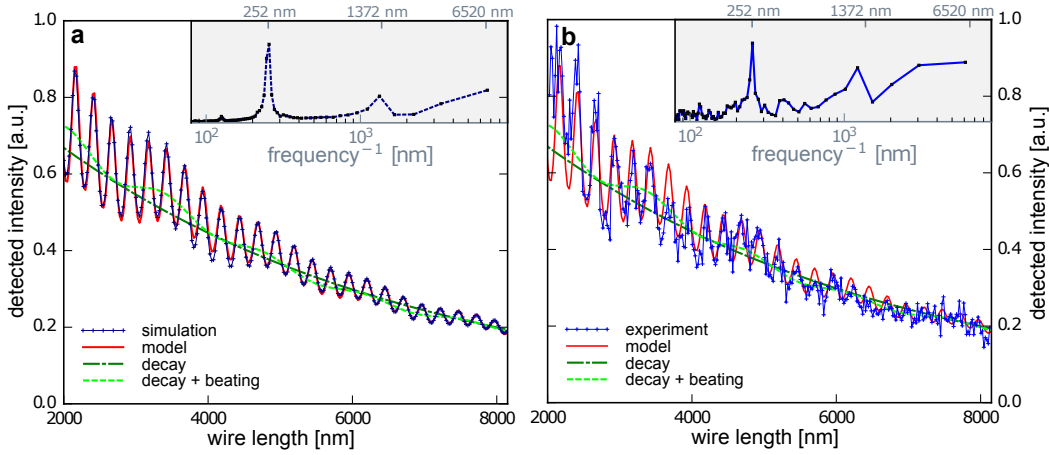 252 nm 1372 nm 6520 nm
a
10² 10³
frequency⁻¹ [nm]
1.0
0.8
0.6
0.4
0.2
0.0
detected intensity [a.u.]
simulation
model
decay
decay + beating
2000 4000 6000 8000
wire length [nm]
252 nm 1372 nm 6520 nm
b
10² 10³
frequency⁻¹ [nm]
experiment
model
decay
decay + beating
2000 4000 6000 8000
wire length [nm]
1.0
0.8
0.6
0.4
0.2
0.0
detected intensity [a.u.]